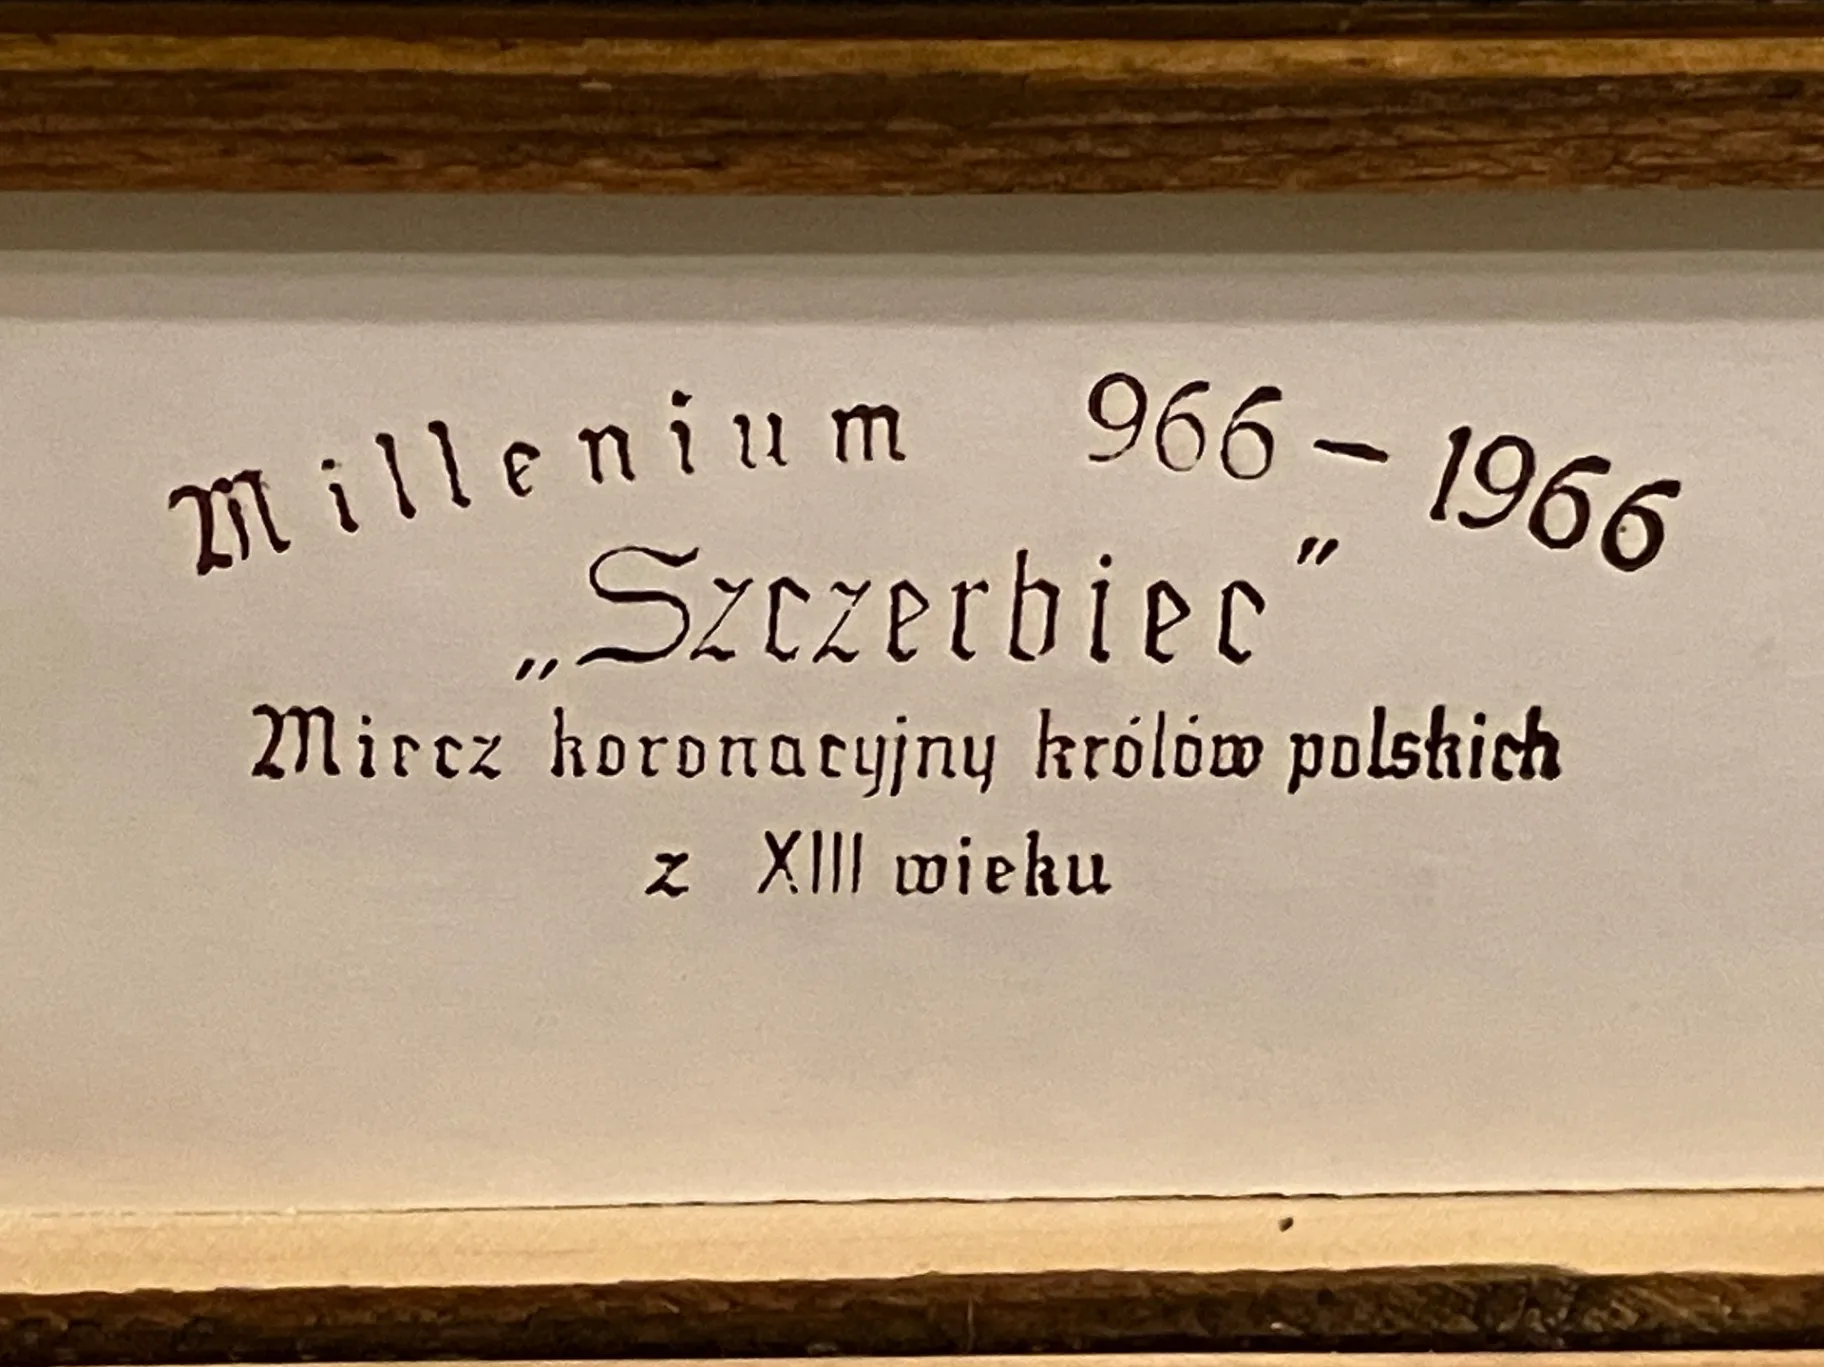 Millenium 966 – 1966
„Szczerbiec”
Miecz koronacyjny królów polskich
z XIII wieku